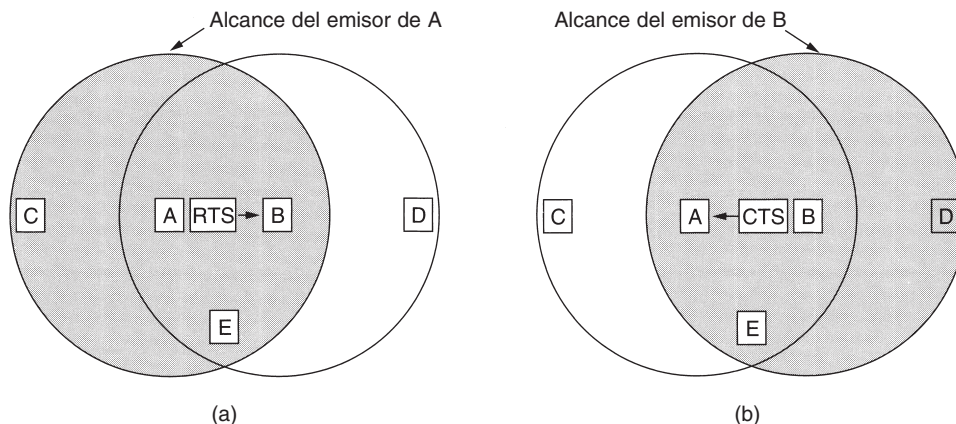 Alcance del emisor de A
Alcance del emisor de B
C
A
RTS
B
D
E
C
A
CTS
B
D
E
(a)
(b)